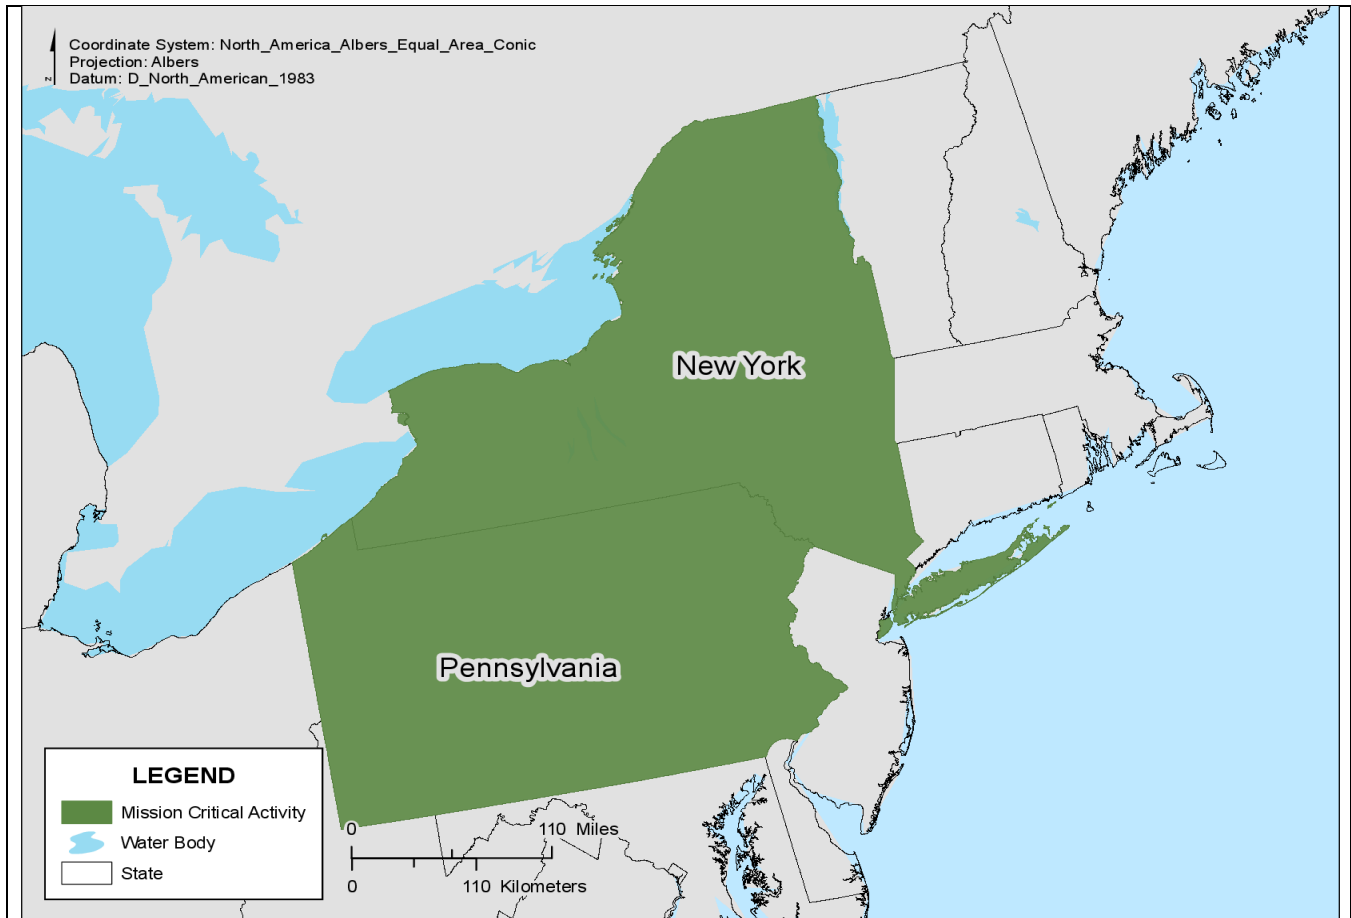 Coordinate System: North_America_Albers_Equal_Area_Conic
Projection: Albers
Datum: D_North_American_1983
z
New York
Pennsylvania
LEGEND
Mission Critical Activity
Water Body
State
0 110 Miles
0 110 Kilometers